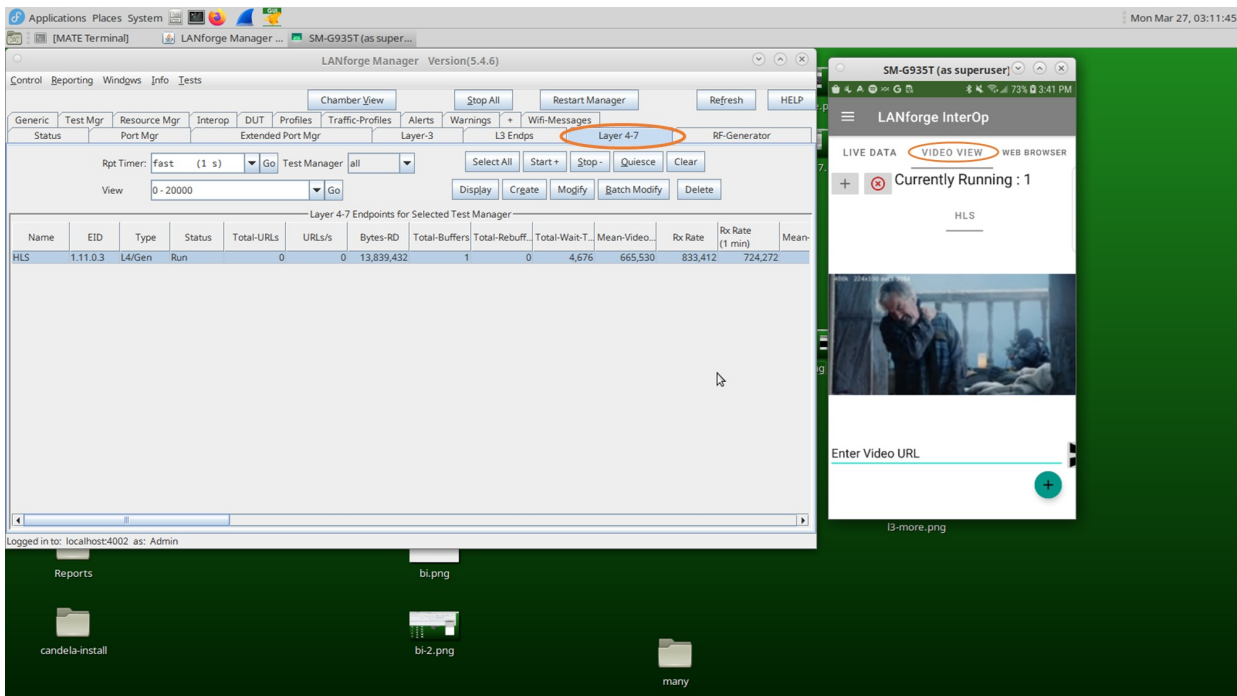 Applications Places System
GUI
Mon Mar 27, 03:11:45
[MATE Terminal]
LANforge Manager ...
SM-G935T (as super...
LANforge Manager Version(5.4.6)
Control Reporting Windows Info Tests
Chamber View
Stop All
Restart Manager
Refresh
HELP
Generic Test Mgr Resource Mgr Interop DUT Profiles Traffic-Profiles Alerts Warnings + Wifi-Messages
Status Port Mgr Extended Port Mgr Layer-3 L3 Endps Layer 4-7 RF-Generator
Rpt Timer: fast (1 s) Go Test Manager all
Select All Start + Stop - Quiesce Clear
View 0 - 20000 Go
Display Create Modify Batch Modify Delete
Layer 4-7 Endpoints for Selected Test Manager
Name EID Type Status Total-URLs URLs/s Bytes-RD Total-Buffers Total-Rebuff... Total-Wait-T... Mean-Video... Rx Rate Rx Rate (1 min) Mean-
HLS 1.11.0.3 L4/Gen Run 0 0 13,839,432 1 0 4,676 665,530 833,412 724,272
Logged in to: localhost:4002 as: Admin
SM-G935T (as superuser)
73% 3:41 PM
LANforge InterOp
LIVE DATA VIDEO VIEW WEB BROWSER
+ Currently Running : 1
HLS
Enter Video URL
+
l3-more.png
Reports
bi.png
candela-install
bi-2.png
many